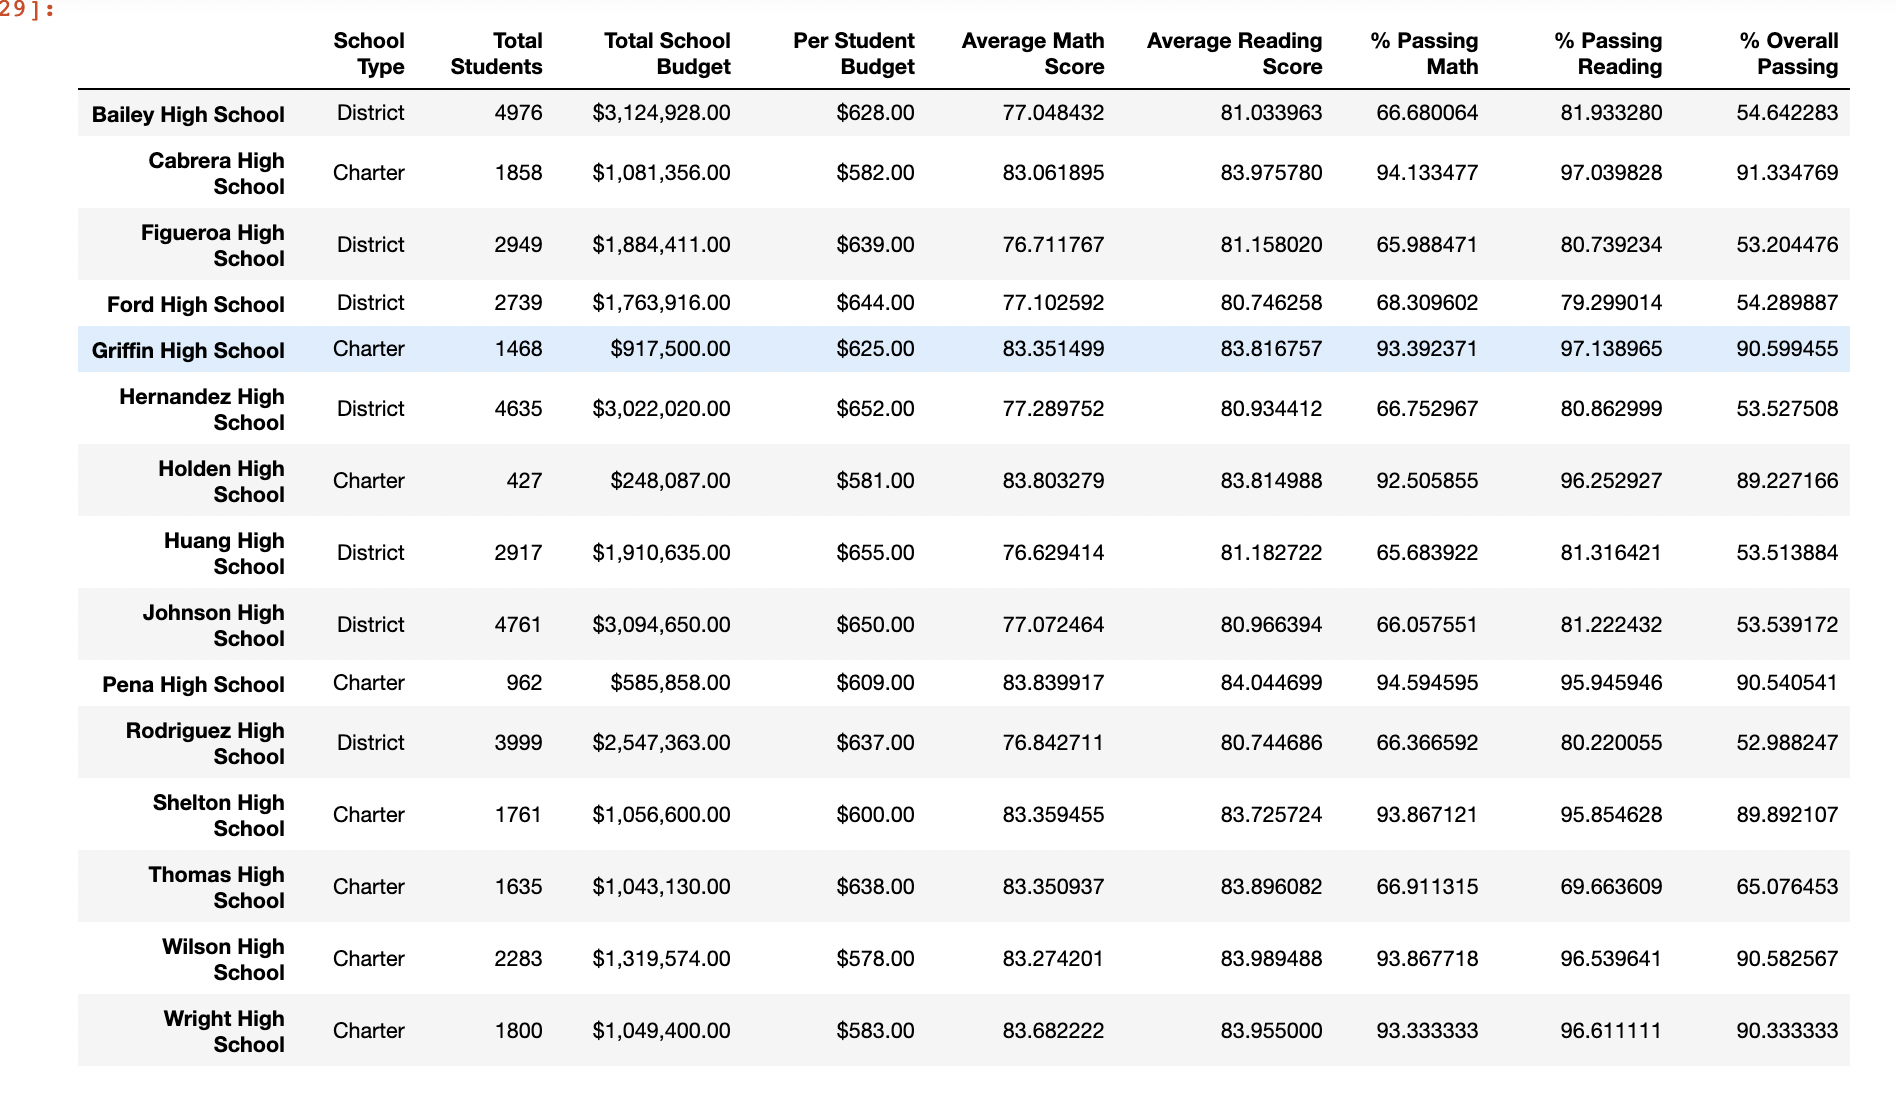 29]:
School Type Total Students Total School Budget Per Student Budget Average Math Score Average Reading Score % Passing Math % Passing Reading % Overall Passing
Bailey High School District 4976 $3,124,928.00 $628.00 77.048432 81.033963 66.680064 81.933280 54.642283
Cabrera High School Charter 1858 $1,081,356.00 $582.00 83.061895 83.975780 94.133477 97.039828 91.334769
Figueroa High School District 2949 $1,884,411.00 $639.00 76.711767 81.158020 65.988471 80.739234 53.204476
Ford High School District 2739 $1,763,916.00 $644.00 77.102592 80.746258 68.309602 79.299014 54.289887
Griffin High School Charter 1468 $917,500.00 $625.00 83.351499 83.816757 93.392371 97.138965 90.599455
Hernandez High School District 4635 $3,022,020.00 $652.00 77.289752 80.934412 66.752967 80.862999 53.527508
Holden High School Charter 427 $248,087.00 $581.00 83.803279 83.814988 92.505855 96.252927 89.227166
Huang High School District 2917 $1,910,635.00 $655.00 76.629414 81.182722 65.683922 81.316421 53.513884
Johnson High School District 4761 $3,094,650.00 $650.00 77.072464 80.966394 66.057551 81.222432 53.539172
Pena High School Charter 962 $585,858.00 $609.00 83.839917 84.044699 94.594595 95.945946 90.540541
Rodriguez High School District 3999 $2,547,363.00 $637.00 76.842711 80.744686 66.366592 80.220055 52.988247
Shelton High School Charter 1761 $1,056,600.00 $600.00 83.359455 83.725724 93.867121 95.854628 89.892107
Thomas High School Charter 1635 $1,043,130.00 $638.00 83.350937 83.896082 66.911315 69.663609 65.076453
Wilson High School Charter 2283 $1,319,574.00 $578.00 83.274201 83.989488 93.867718 96.539641 90.582567
Wright High School Charter 1800 $1,049,400.00 $583.00 83.682222 83.955000 93.333333 96.611111 90.333333